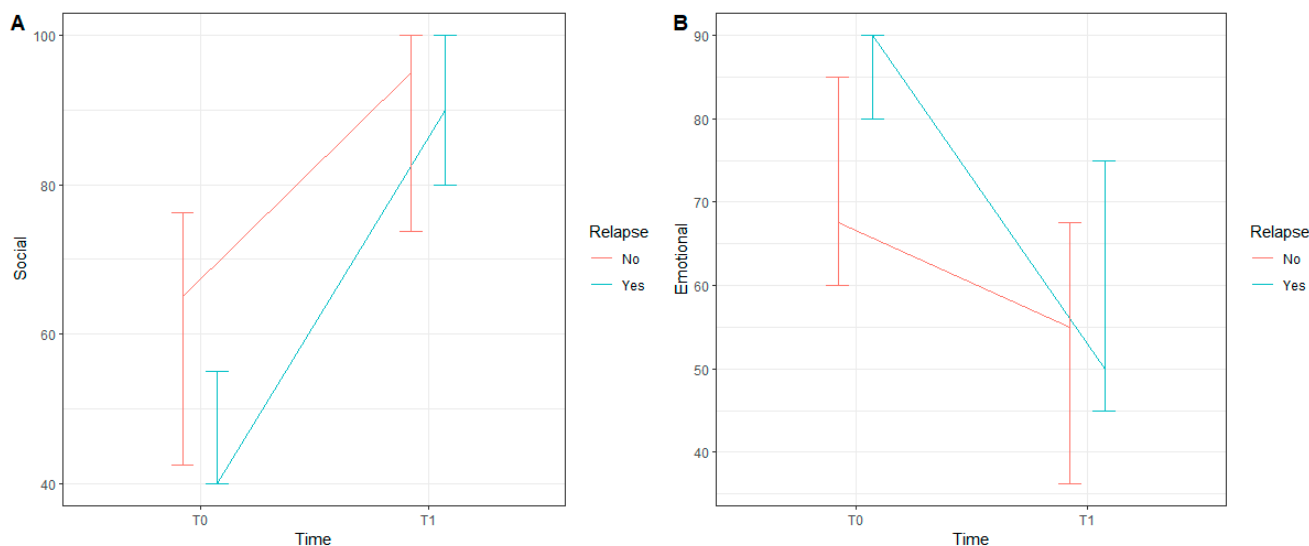 A
100
80
60
40
Social
T0
T1
Time
Relapse
No
Yes
B
90
80
70
60
50
40
Emotional
T0
T1
Time
Relapse
No
Yes